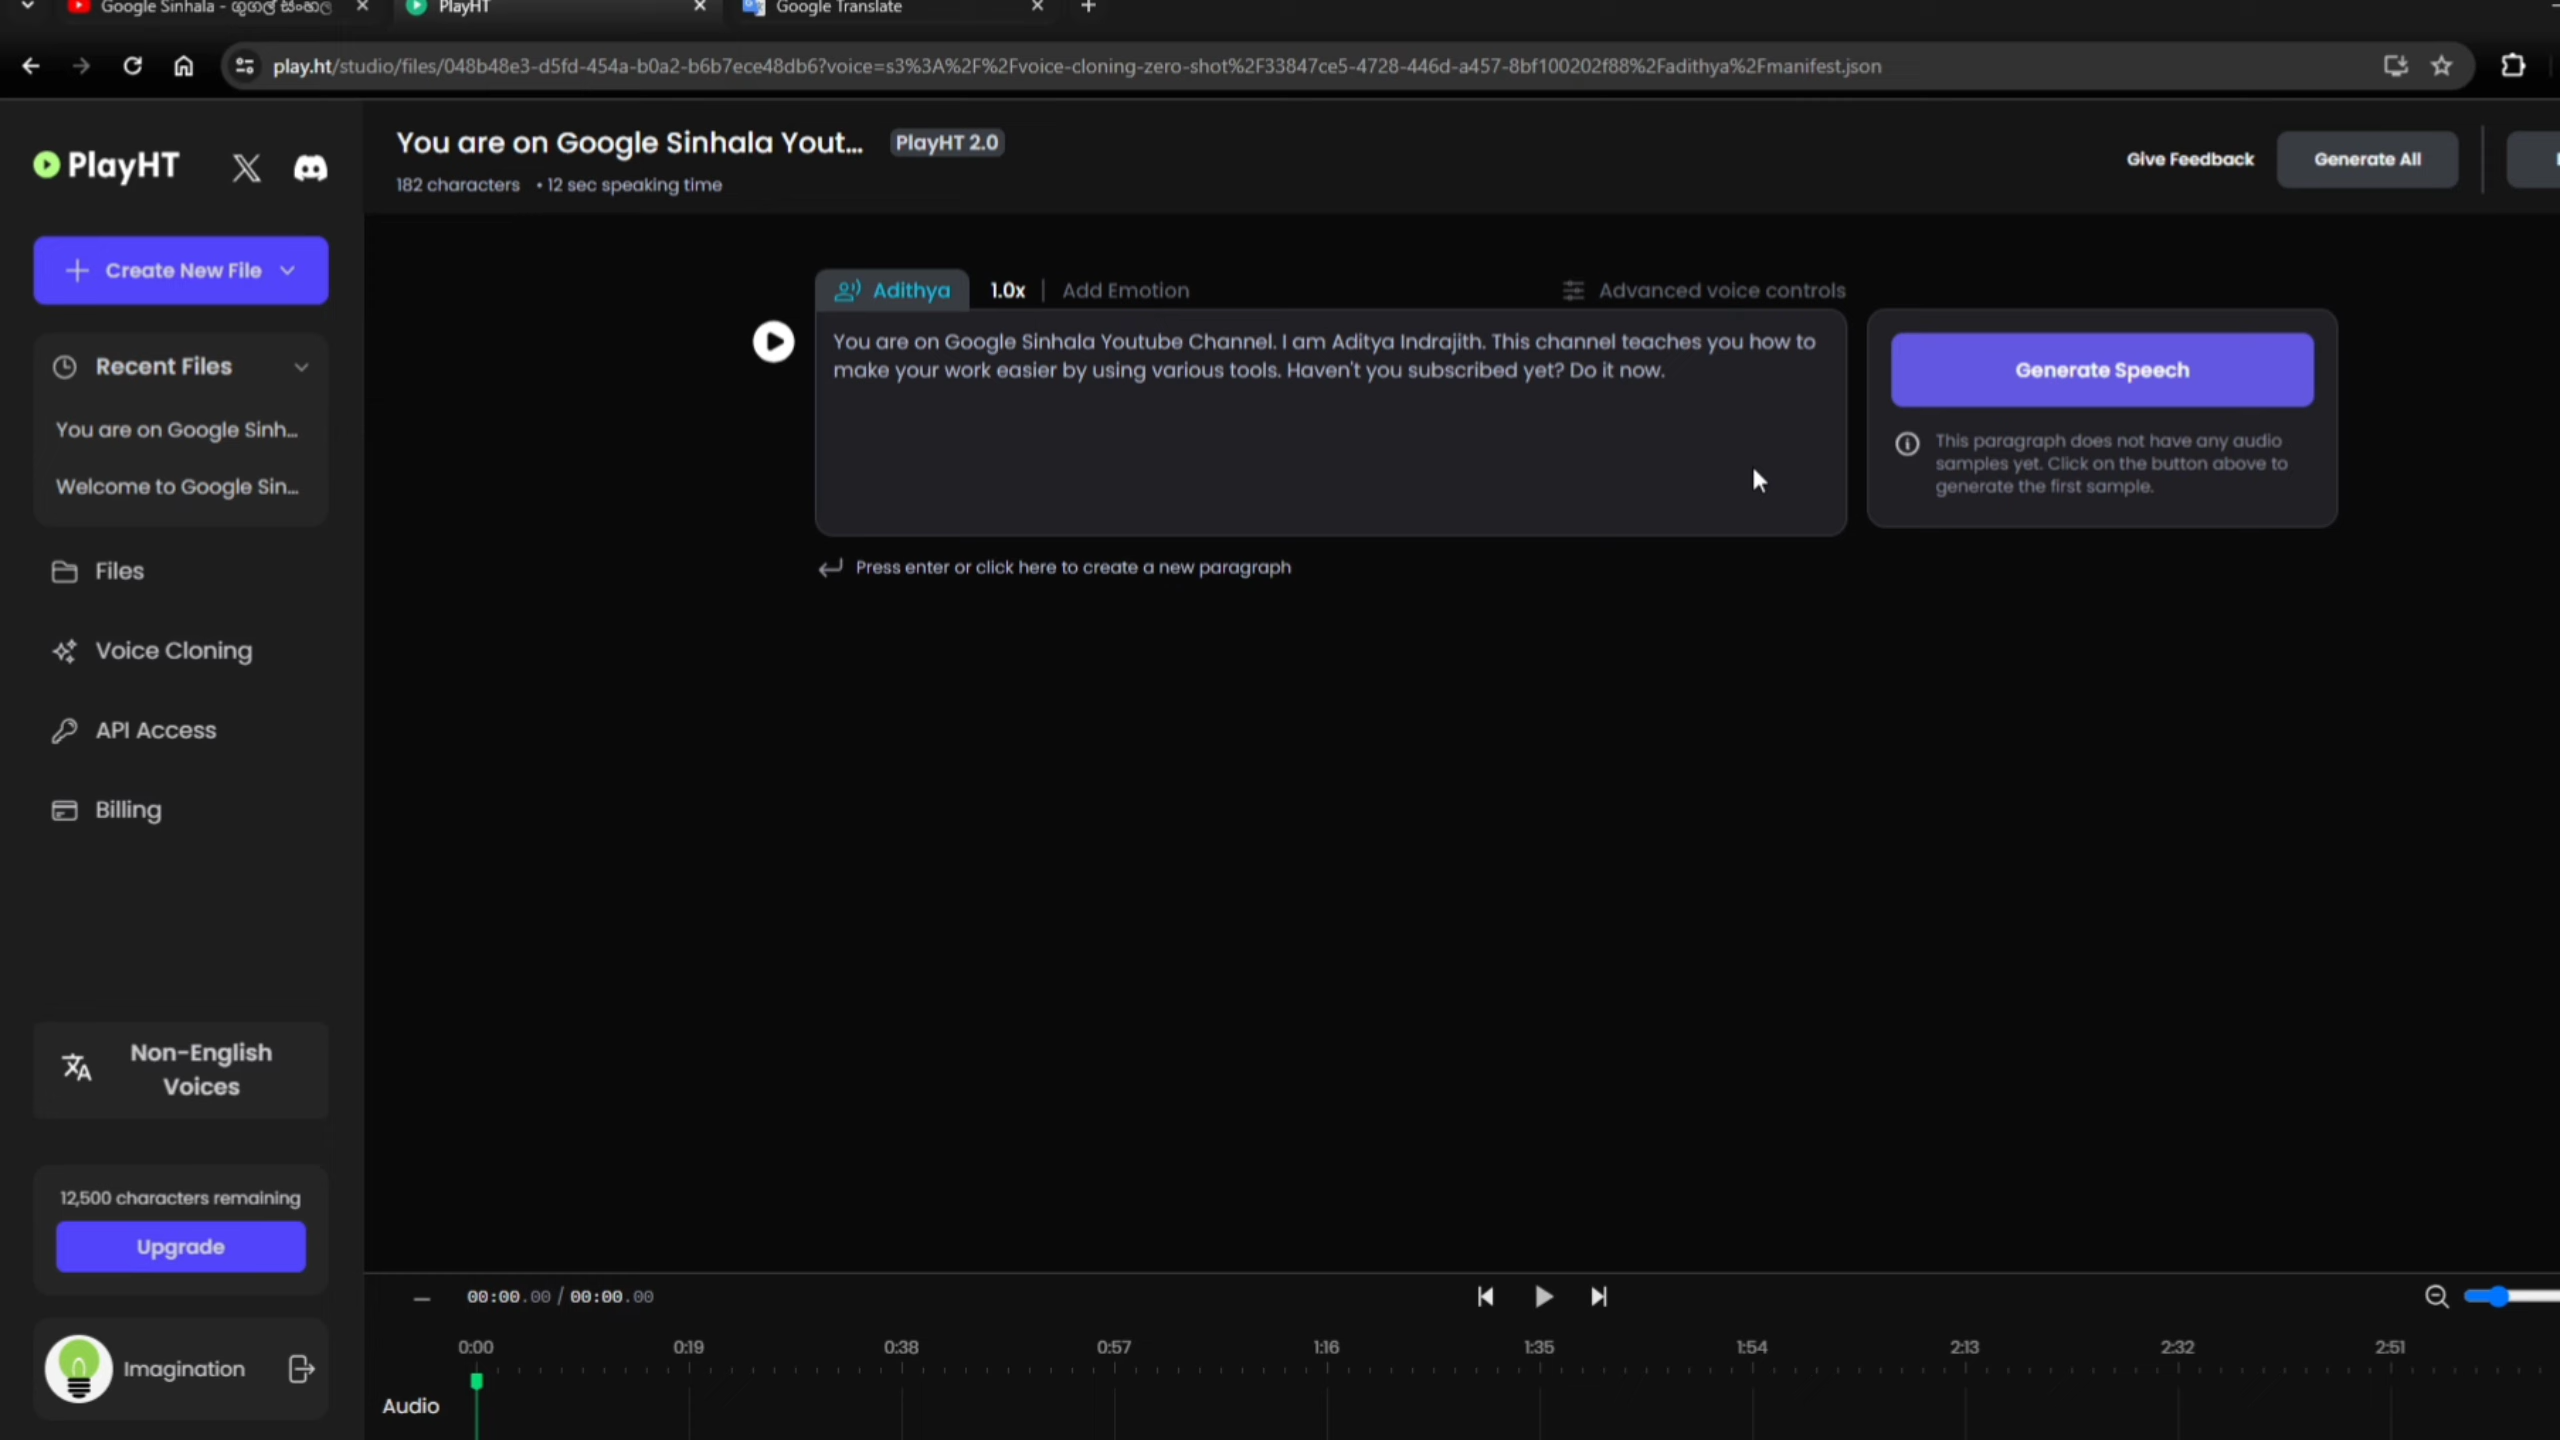 Google Sinhala - ගූගල් සිංහල
PlayHT
Google Translate
play.ht/studio/files/048b48e3-d5fd-454a-b0a2-b6b7ece48db6?voice=s3%3A%2F%2Fvoice-cloning-zero-shot%2F33847ce5-4728-446d-a457-8bf100202f88%2Fadithya%2Fmanifest.json
PlayHT
You are on Google Sinhala Yout...
PlayHT 2.0
182 characters • 12 sec speaking time
Give Feedback
Generate All
Create New File
Recent Files
You are on Google Sinh...
Welcome to Google Sin...
Files
Voice Cloning
API Access
Billing
Non-English
Voices
12,500 characters remaining
Upgrade
Imagination
Adithya
1.0x
Add Emotion
Advanced voice controls
You are on Google Sinhala Youtube Channel. I am Aditya Indrajith. This channel teaches you how to
make your work easier by using various tools. Haven't you subscribed yet? Do it now.
Press enter or click here to create a new paragraph
Generate Speech
This paragraph does not have any audio
samples yet. Click on the button above to
generate the first sample.
00:00.00 / 00:00.00
0:00 0:19 0:38 0:57 1:16 1:35 1:54 2:13 2:32 2:51
Audio